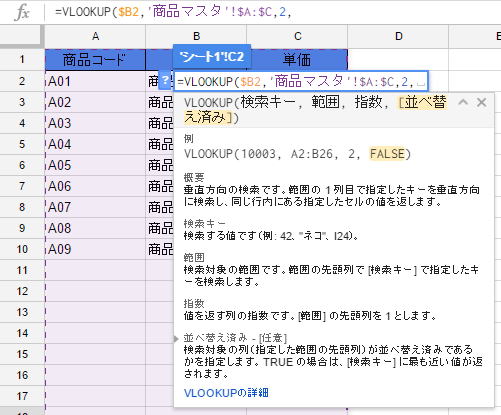 fx =VLOOKUP($B2,'商品マスタ'!$A:$C,2,
A B C D E
'シート1'!C2
1 商品コード 単価
2 A01 商 ? =VLOOKUP($B2,'商品マスタ'!$A:$C,2,
3 A02 商品
4 A03 商品
5 A04 商品
6 A05 商品
7 A06 商品
8 A07 商品
9 A08 商品
10 A09 商品
11
12
13
14
15
16
17
VLOOKUP(検索キー, 範囲, 指数, [並べ替
え済み])
例
VLOOKUP(10003, A2:B26, 2, FALSE)
概要
垂直方向の検索です。範囲の 1 列目で指定したキーを垂直方向
に検索し、同じ行内にある指定したセルの値を返します。
検索キー
検索する値です(例: 42、"ネコ"、I24)。
範囲
検索対象の範囲です。範囲の先頭列で [検索キー] で指定したキ
ーを検索します。
指数
値を返す列の指数です。[範囲] の先頭列を 1 とします。
並べ替え済み - [任意]
検索対象の列(指定した範囲の先頭列)が並べ替え済みである
かを指定します。TRUE の場合は、[検索キー] に最も近い値が返
されます。
VLOOKUPの詳細